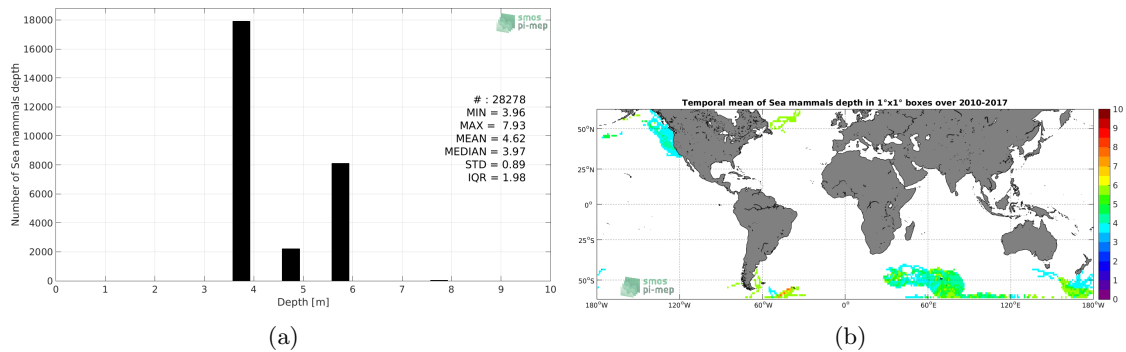 18000
16000
14000
12000
10000
8000
6000
4000
2000
0
Number of Sea mammals depth
smos
pi-mep
# : 28278
MIN = 3.96
MAX = 7.93
MEAN = 4.62
MEDIAN = 3.97
STD = 0.89
IQR = 1.98
0 1 2 3 4 5 6 7 8 9 10
Depth [m]
(a)
Temporal mean of Sea mammals depth in 1°x1° boxes over 2010-2017
50°N
25°N
0°
25°S
50°S
smos
pi-mep
180°W 120°W 60°W 0° 60°E 120°E 180°W
10
9
8
7
6
5
4
3
2
1
0
(b)